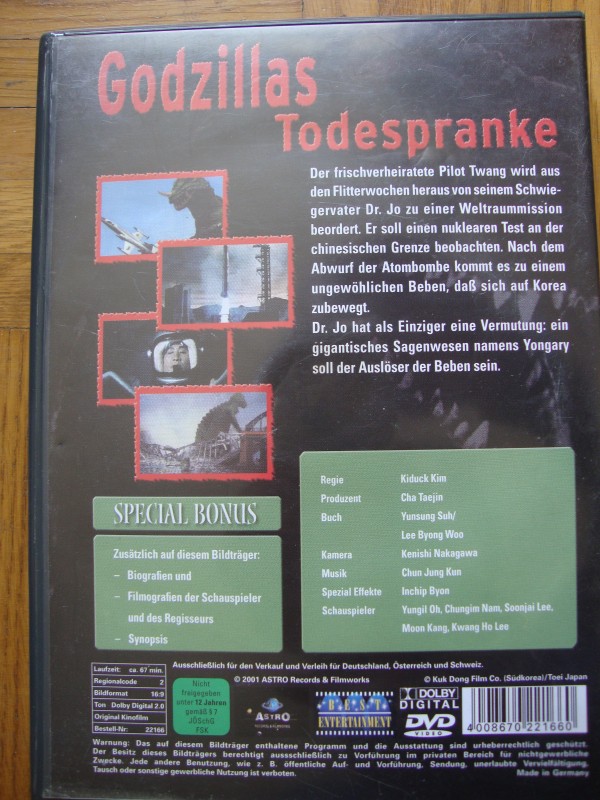 Godzillas
Todespranke
Der frischverheiratete Pilot Twang wird aus
den Flitterwochen heraus von seinem Schwie-
gervater Dr. Jo zu einer Weltraummission
beordert. Er soll einen nuklearen Test an der
chinesischen Grenze beobachten. Nach dem
Abwurf der Atombombe kommt es zu einem
ungewöhlichen Beben, daß sich auf Korea
zubewegt.
Dr. Jo hat als Einziger eine Vermutung: ein
gigantisches Sagenwesen namens Yongary
soll der Auslöser der Beben sein.
SPECIAL BONUS
Zusätzlich auf diesem Bildträger:
– Biografien und
– Filmografien der Schauspieler
und des Regisseurs
– Synopsis
Regie Kiduck Kim
Produzent Cha Taejin
Buch Yunsung Suh/
Lee Byong Woo
Kamera Kenishi Nakagawa
Musik Chun Jung Kun
Spezial Effekte Inchip Byon
Schauspieler Yungil Oh, Chungim Nam, Soonjai Lee,
Moon Kang, Kwang Ho Lee
Laufzeit: ca. 67 min.
Regionalcode 2
Bildformat 16:9
Ton Dolby Digital 2.0
Original Kinofilm
Bestell-Nr: 22166
Ausschließlich für den Verkauf und Verleih für Deutschland, Österreich und Schweiz.
© 2001 ASTRO Records & Filmworks
© Kuk Dong Film Co. (Südkorea)/Toei Japan
Nicht
freigegeben
unter 12 Jahren
gemäß § 7
JÖSchG
FSK
ASTRO
BEST
ENTERTAINMENT
DOLBY
DIGITAL
DVD
VIDEO
4 008670 221660
Warnung: Das auf diesem Bildträger enthaltene Programm und die Ausstattung sind urheberrechtlich geschützt.
Der Besitz dieses Bildträgers berechtigt ausschließlich zu Vorführung im privaten Bereich für nichtgewerbliche
Zwecke. Jede andere Benutzung, wie z. B. öffentliche Auf- und Vorführung, Sendung, unerlaubte Vervielfältigung,
Tausch oder sonstige gewerbliche Nutzung ist verboten.
Made in Germany